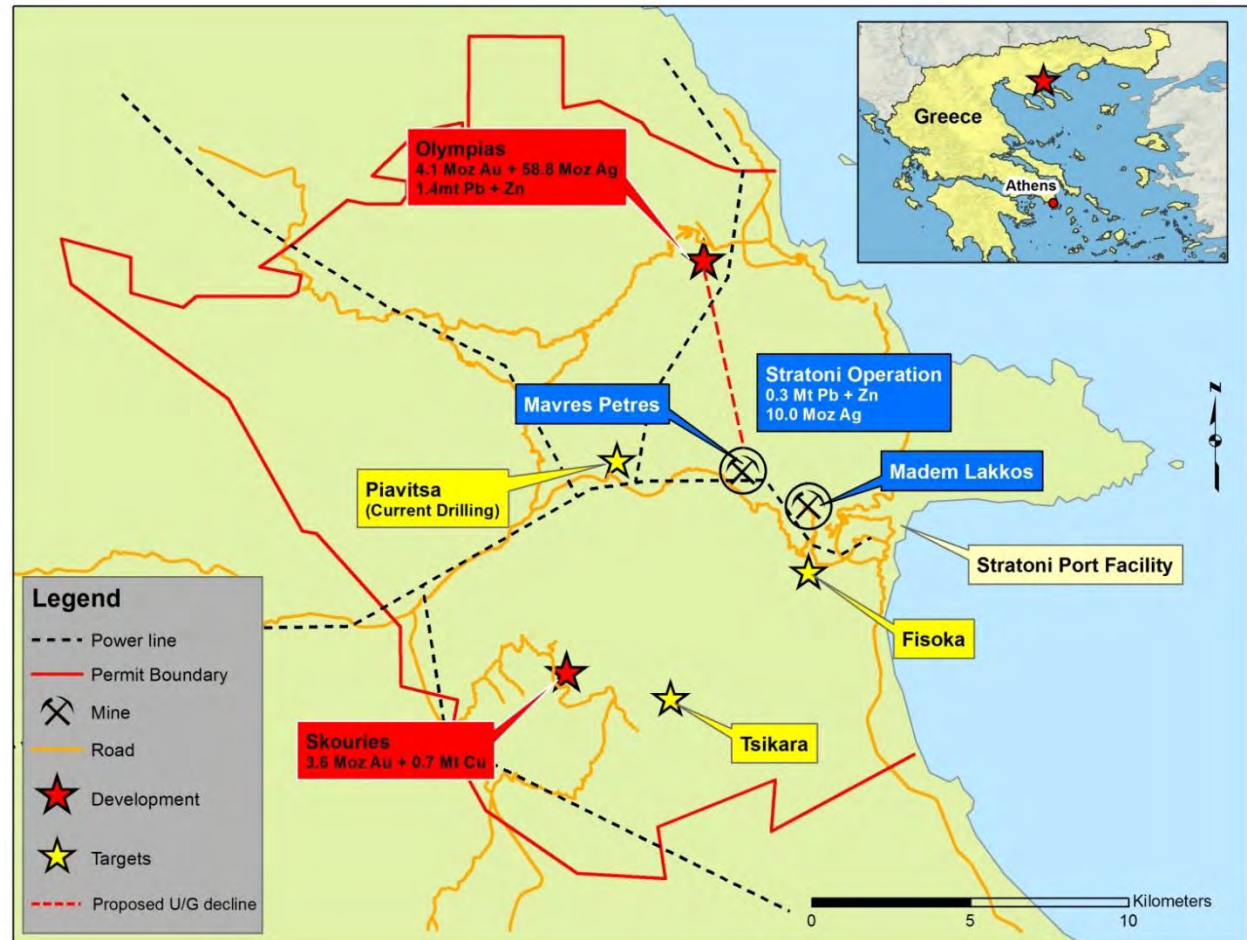 Greece
Athens
Olympias
4.1 Moz Au + 58.8 Moz Ag
1.4mt Pb + Zn
Stratoni Operation
0.3 Mt Pb + Zn
10.0 Moz Ag
Mavres Petres
Madem Lakkos
Piavitsa
(Current Drilling)
Stratoni Port Facility
Fisoka
Tsikara
Skouries
3.6 Moz Au + 0.7 Mt Cu
Z
Legend
Power line
Permit Boundary
Mine
Road
Development
Targets
Proposed U/G decline
Kilometers
0 5 10